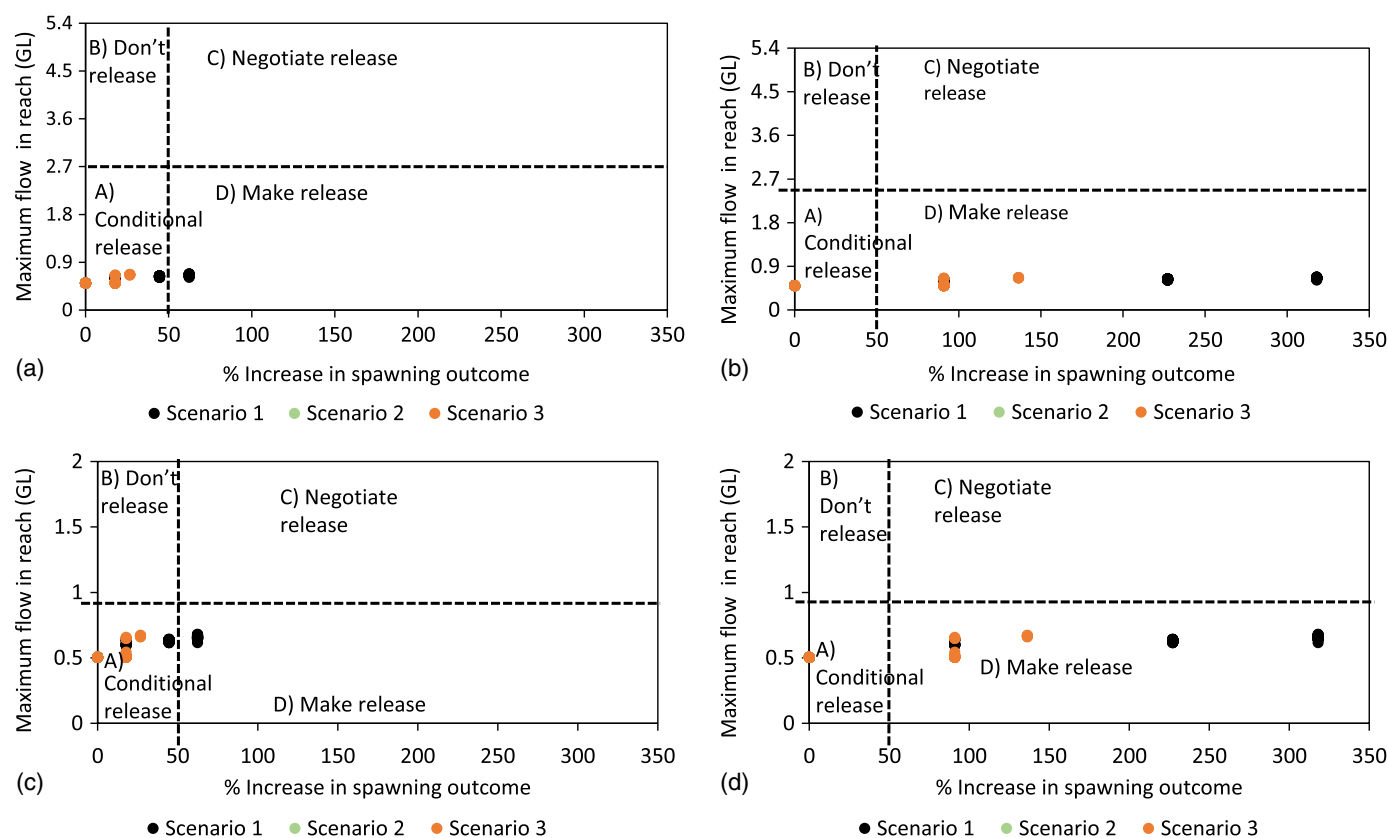 Maximum flow in reach (GL)
5.4
4.5
3.6
2.7
1.8
0.9
0
B) Don't
release
C) Negotiate release
A)
Conditional
release
D) Make release
0 50 100 150 200 250 300 350
(a)
% Increase in spawning outcome
Scenario 1 Scenario 2 Scenario 3
Maximum flow in reach (GL)
5.4
4.5
3.6
2.7
1.8
0.9
0
B) Don't
release
C) Negotiate
release
A)
Conditional
release
D) Make release
0 50 100 150 200 250 300 350
(b)
% Increase in spawning outcome
Scenario 1 Scenario 2 Scenario 3
Maximum flow in reach (GL)
2
1.5
1
0.5
0
B) Don't
release
C) Negotiate
release
A)
Conditional
release
D) Make release
0 50 100 150 200 250 300 350
(c)
% Increase in spawning outcome
Scenario 1 Scenario 2 Scenario 3
Maximum flow in reach (GL)
2
1.5
1
0.5
0
B)
Don't
release
C) Negotiate
release
A)
Conditional
release
D) Make release
0 50 100 150 200 250 300 350
(d)
% Increase in spawning outcome
Scenario 1 Scenario 2 Scenario 3